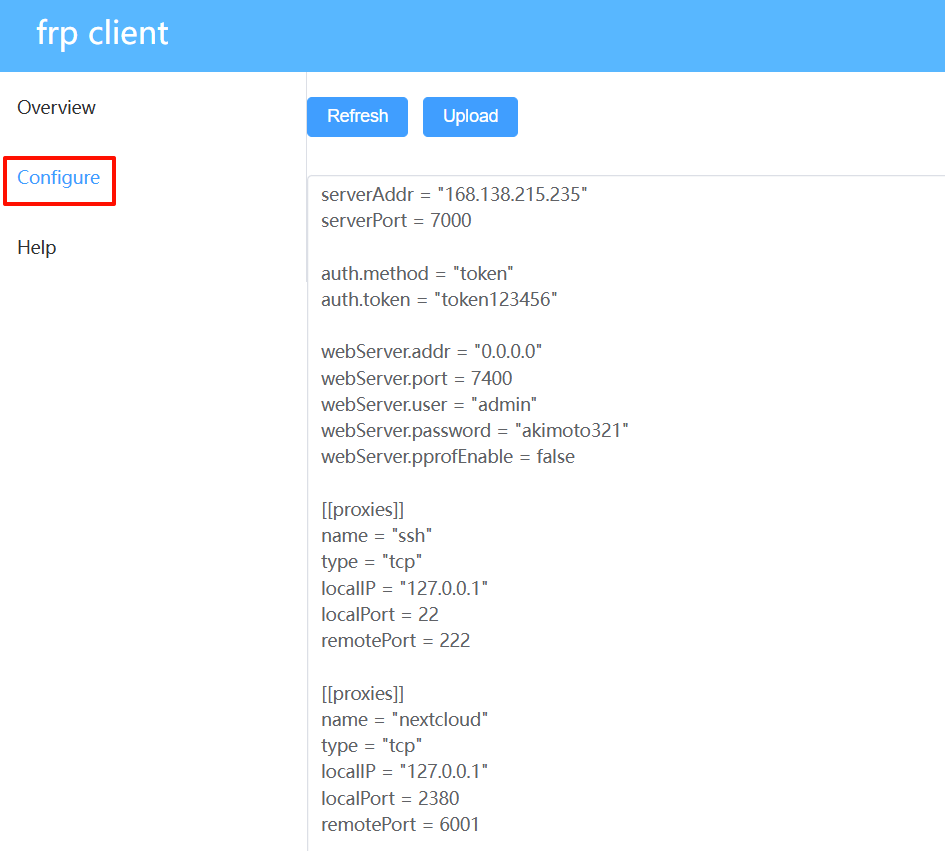 frp client
Overview
Configure
Help
Refresh
Upload
serverAddr = "168.138.215.235"
serverPort = 7000
auth.method = "token"
auth.token = "token123456"
webServer.addr = "0.0.0.0"
webServer.port = 7400
webServer.user = "admin"
webServer.password = "akimoto321"
webServer.pprofEnable = false
[[proxies]]
name = "ssh"
type = "tcp"
localIP = "127.0.0.1"
localPort = 22
remotePort = 222
[[proxies]]
name = "nextcloud"
type = "tcp"
localIP = "127.0.0.1"
localPort = 2380
remotePort = 6001